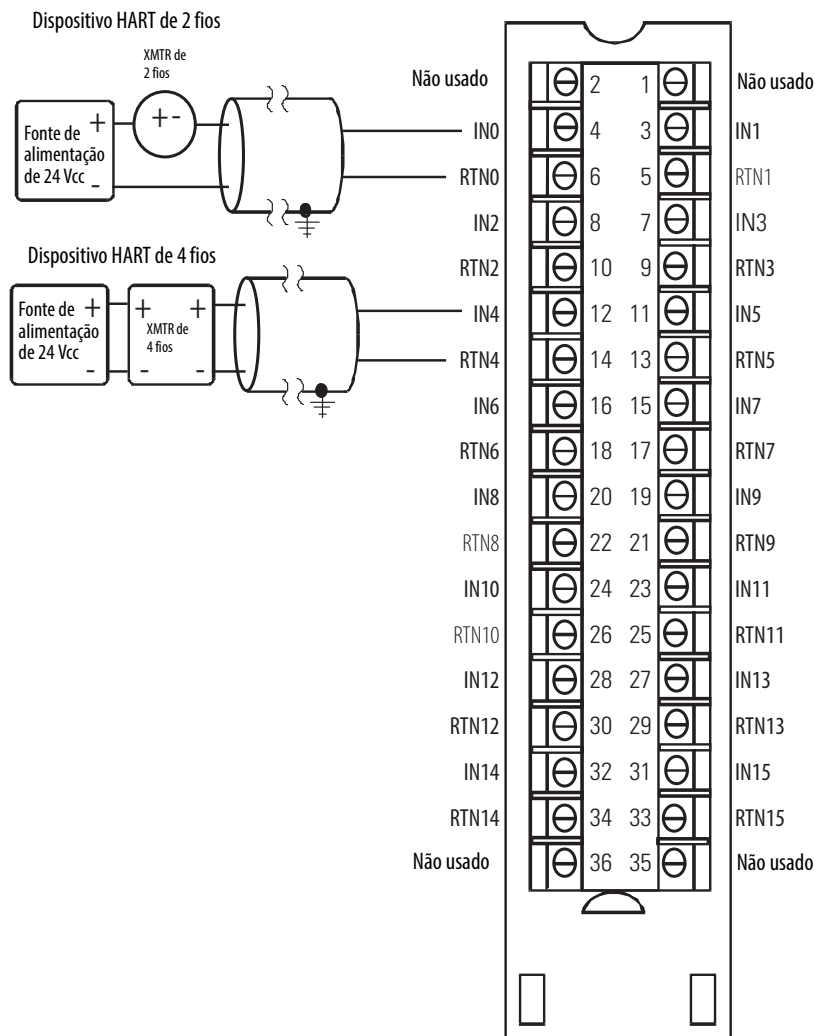 Dispositivo HART de 2 fios
XMTR de
2 fios
+ -
Fonte de
alimentação
de 24 Vcc
+
-
Dispositivo HART de 4 fios
Fonte de
alimentação
de 24 Vcc
+
-
XMTR de
4 fios
+ +
- -
Não usado 2 1 Não usado
IN0 4 3 IN1
RTN0 6 5 RTN1
IN2 8 7 IN3
RTN2 10 9 RTN3
IN4 12 11 IN5
RTN4 14 13 RTN5
IN6 16 15 IN7
RTN6 18 17 RTN7
IN8 20 19 IN9
RTN8 22 21 RTN9
IN10 24 23 IN11
RTN10 26 25 RTN11
IN12 28 27 IN13
RTN12 30 29 RTN13
IN14 32 31 IN15
RTN14 34 33 RTN15
Não usado 36 35 Não usado